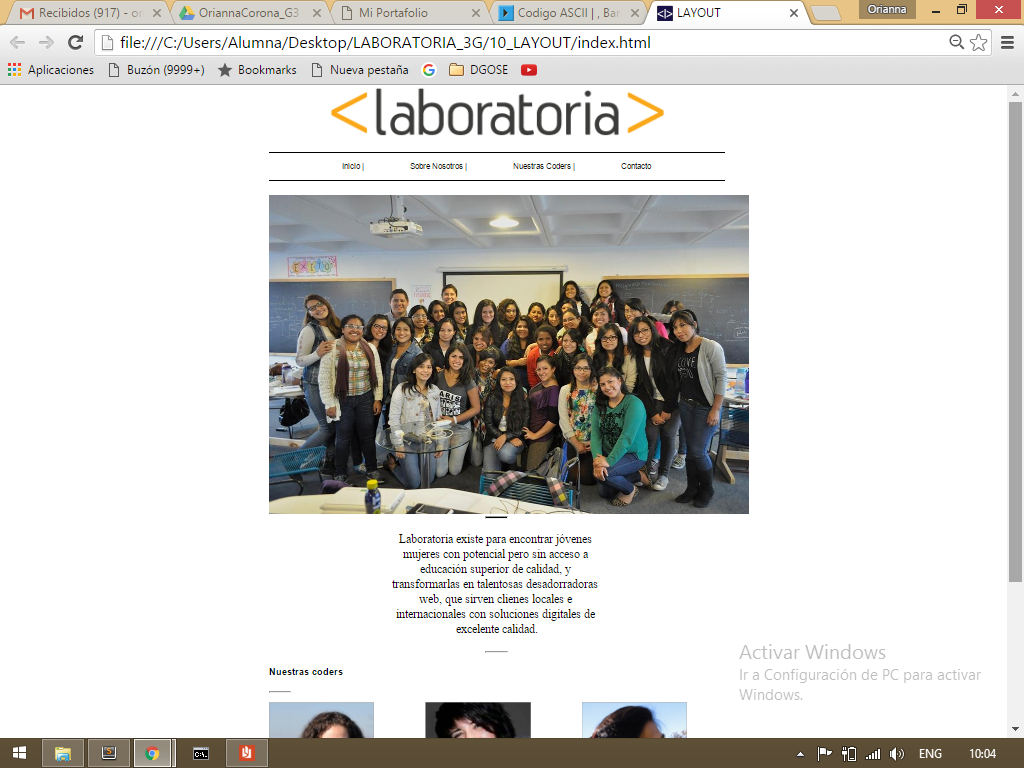 Recibidos (917) - or
OriannaCorona_G3
Mi Portafolio
Codigo ASCII | , Bar
LAYOUT
Orianna
file:///C:/Users/Alumna/Desktop/LABORATORIA_3G/10_LAYOUT/index.html
Aplicaciones
Buzón (9999+)
Bookmarks
Nueva pestaña
DGOSE
<laboratoria>
Inicio |
Sobre Nosotros |
Nuestras Coders |
Contacto
EXITO
Laboratoria existe para encontrar jóvenes
mujeres con potencial pero sin acceso a
educación superior de calidad, y
transformarlas en talentosas desadorradoras
web, que sirven clienes locales e
internacionales con soluciones digitales de
excelente calidad.
Nuestras coders
Activar Windows
Ir a Configuración de PC para activar
Windows.
ENG
10:04